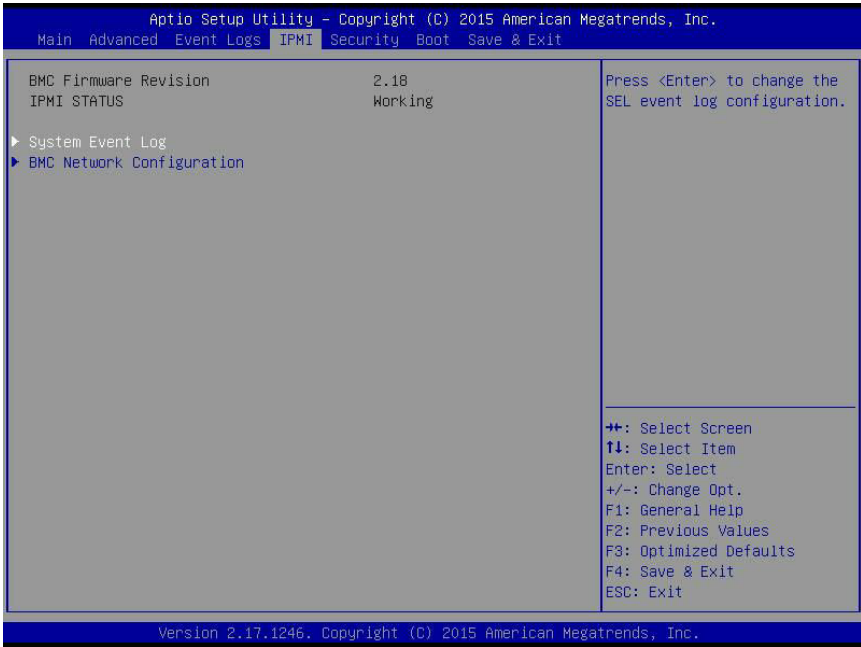 Aptio Setup Utility – Copyright (C) 2015 American Megatrends, Inc.
Main Advanced Event Logs IPMI Security Boot Save & Exit
BMC Firmware Revision 2.18
IPMI STATUS Working
▶ System Event Log
▶ BMC Network Configuration
Press <Enter> to change the
SEL event log configuration.
→←: Select Screen
↑↓: Select Item
Enter: Select
+/-: Change Opt.
F1: General Help
F2: Previous Values
F3: Optimized Defaults
F4: Save & Exit
ESC: Exit
Version 2.17.1246. Copyright (C) 2015 American Megatrends, Inc.